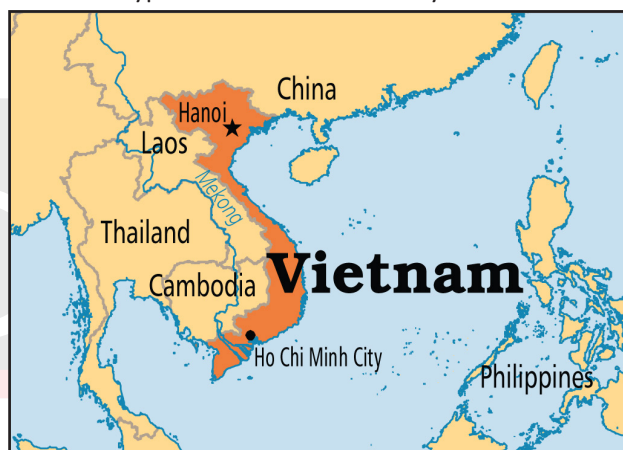 China
Hanoi
Laos
Mekong
Thailand
Vietnam
Cambodia
Ho Chi Minh City
Philippines